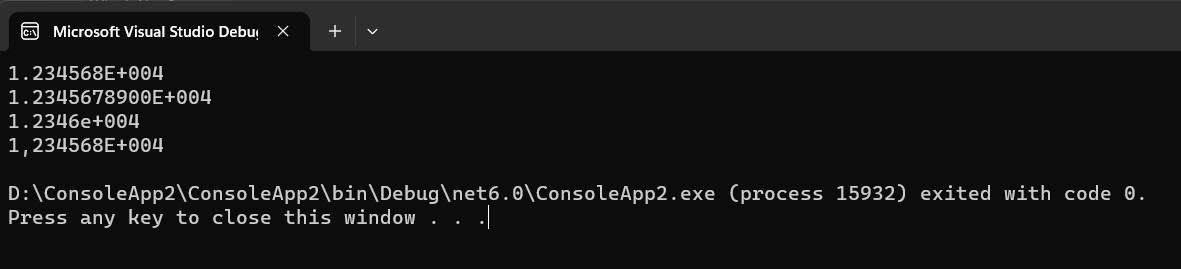 Microsoft Visual Studio Debu
1.234568E+004
1.2345678900E+004
1.2346e+004
1,234568E+004
D:\ConsoleApp2\ConsoleApp2\bin\Debug\net6.0\ConsoleApp2.exe (process 15932) exited with code 0.
Press any key to close this window . . .